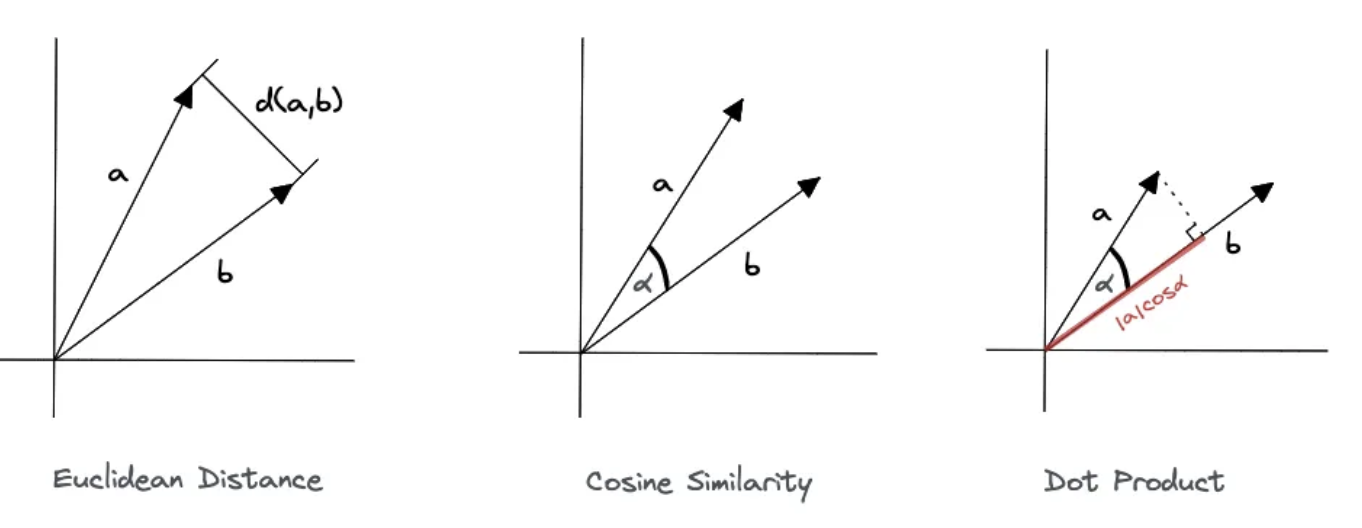 a
d(a,b)
b
Euclidean Distance
a
α
b
Cosine Similarity
a
α
b
|a|cosα
Dot Product